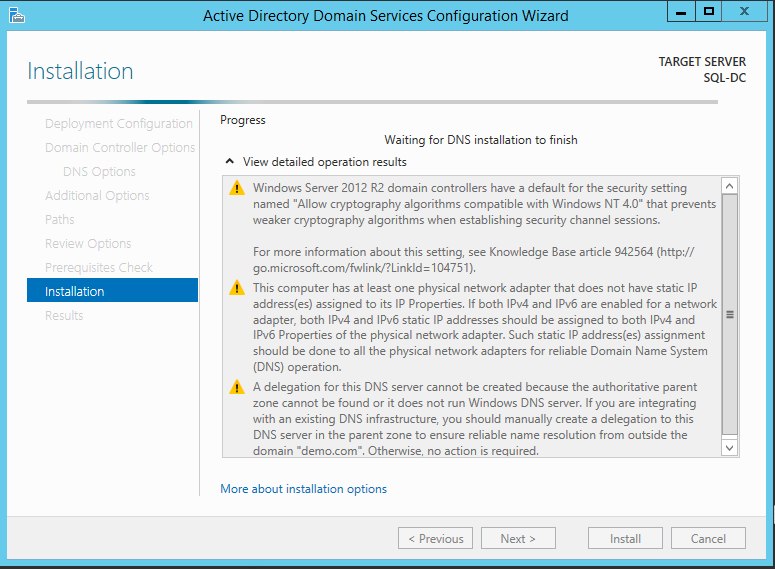 Active Directory Domain Services Configuration Wizard
Installation
TARGET SERVER
SQL-DC
Deployment Configuration
Domain Controller Options
DNS Options
Additional Options
Paths
Review Options
Prerequisites Check
Installation
Results
Progress
Waiting for DNS installation to finish
View detailed operation results
Windows Server 2012 R2 domain controllers have a default for the security setting
named "Allow cryptography algorithms compatible with Windows NT 4.0" that prevents
weaker cryptography algorithms when establishing security channel sessions.
For more information about this setting, see Knowledge Base article 942564 (http://
go.microsoft.com/fwlink/?LinkId=104751).
This computer has at least one physical network adapter that does not have static IP
address(es) assigned to its IP Properties. If both IPv4 and IPv6 are enabled for a network
adapter, both IPv4 and IPv6 static IP addresses should be assigned to both IPv4 and
IPv6 Properties of the physical network adapter. Such static IP address(es) assignment
should be done to all the physical network adapters for reliable Domain Name System
(DNS) operation.
A delegation for this DNS server cannot be created because the authoritative parent
zone cannot be found or it does not run Windows DNS server. If you are integrating
with an existing DNS infrastructure, you should manually create a delegation to this
DNS server in the parent zone to ensure reliable name resolution from outside the
domain "demo.com". Otherwise, no action is required.
More about installation options
< Previous
Next >
Install
Cancel